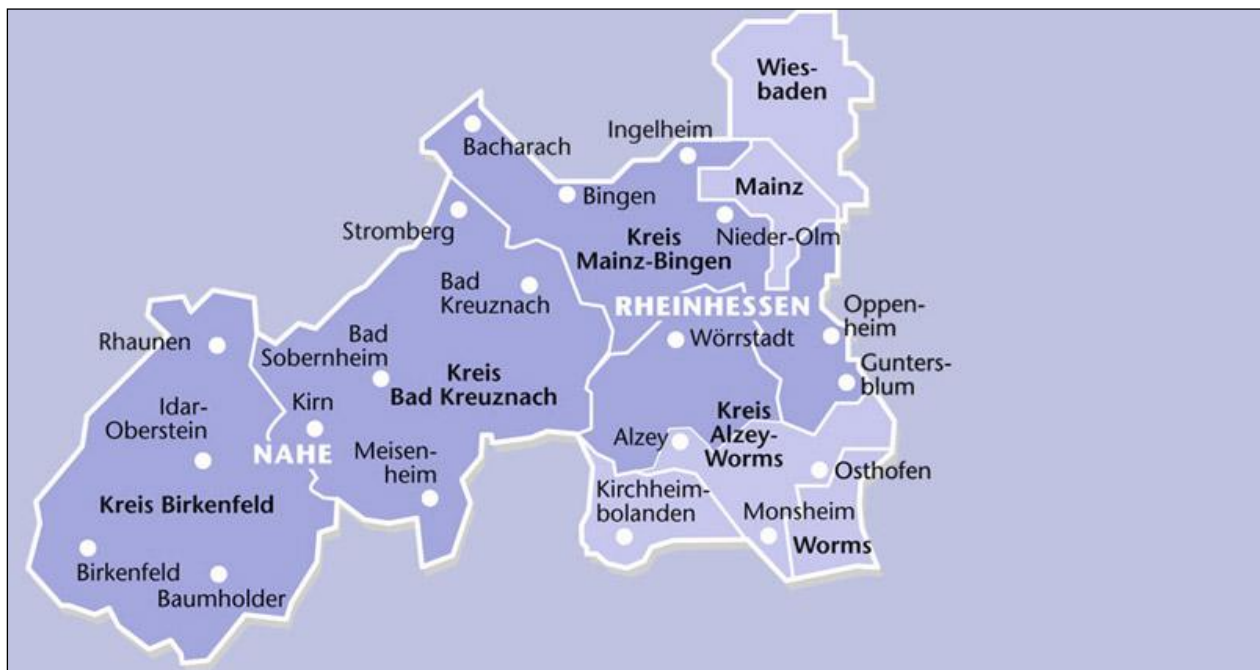 Wies-
baden
Ingelheim
Bacharach
Mainz
Bingen
Stromberg
Kreis
Mainz-Bingen
Nieder-Olm
Bad
Kreuznach
RHEINHESSEN
Oppen-
heim
Rhaunen
Bad
Sobernheim
Wörrstadt
Gunters-
blum
Kreis
Bad Kreuznach
Idar-
Oberstein
Kirn
Kreis
Alzey-
Worms
Alzey
NAHE
Meisen-
heim
Osthofen
Kirchheim-
bolanden
Kreis Birkenfeld
Monsheim
Worms
Birkenfeld
Baumholder